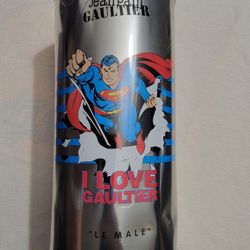 Jean Paul
GAULTIER
I LOVE
GAULTIER
"LE MALE"